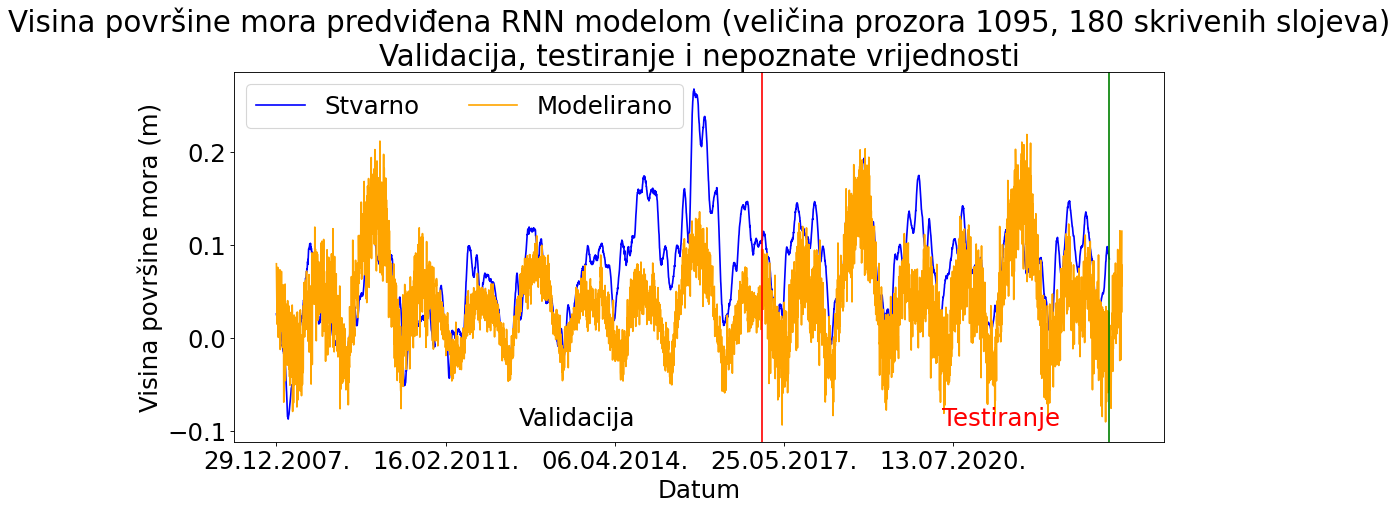 Visina površine mora predviđena RNN modelom (veličina prozora 1095, 180 skrivenih slojeva)
Validacija, testiranje i nepoznate vrijednosti
Stvarno Modelirano
Visina površine mora (m)
0.2
0.1
0.0
−0.1
Validacija Testiranje
29.12.2007. 16.02.2011. 06.04.2014. 25.05.2017. 13.07.2020.
Datum